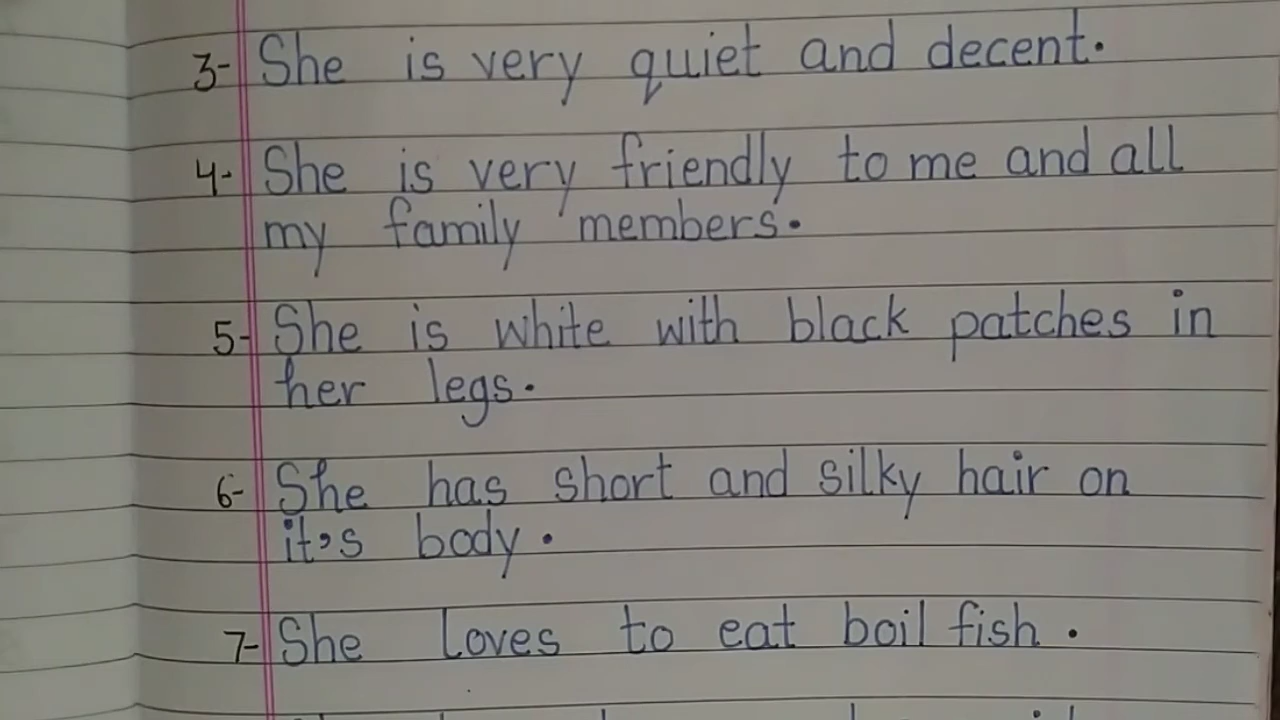 3- She is very quiet and decent.
4- She is very friendly to me and all
my family members.
5- She is white with black patches in
her legs.
6- She has short and silky hair on
it's body.
7- She loves to eat boil fish.